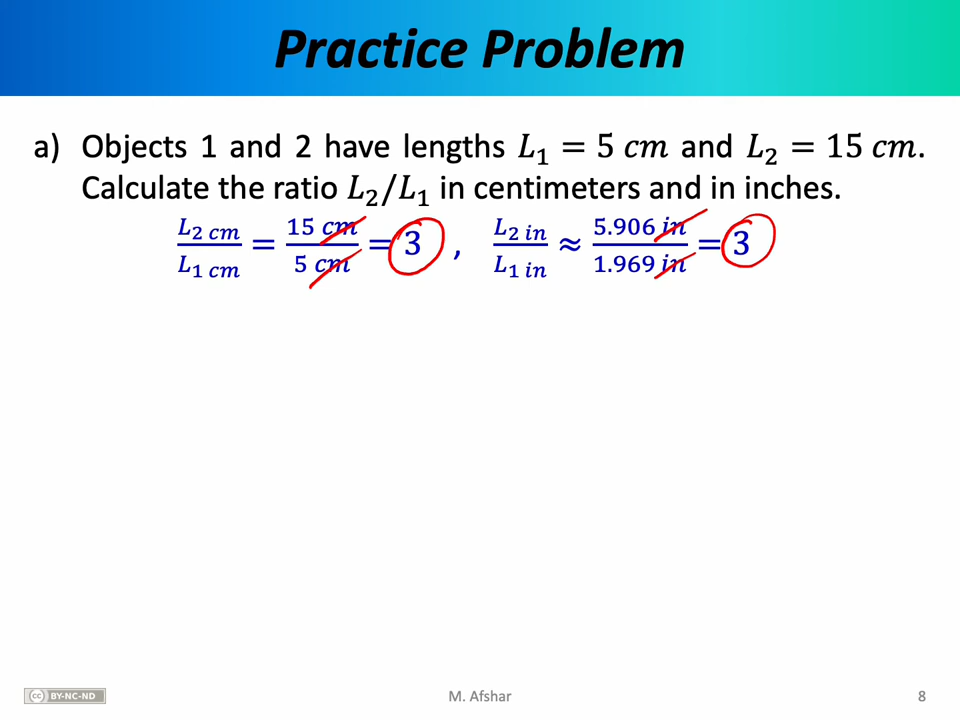 Practice Problem
a) Objects 1 and 2 have lengths L₁ = 5 cm and L₂ = 15 cm.
Calculate the ratio L₂/L₁ in centimeters and in inches.
L₂ cm / L₁ cm = 15 cm / 5 cm = 3 , L₂ in / L₁ in ≈ 5.906 in / 1.969 in = 3
cc BY-NC-ND M. Afshar 8